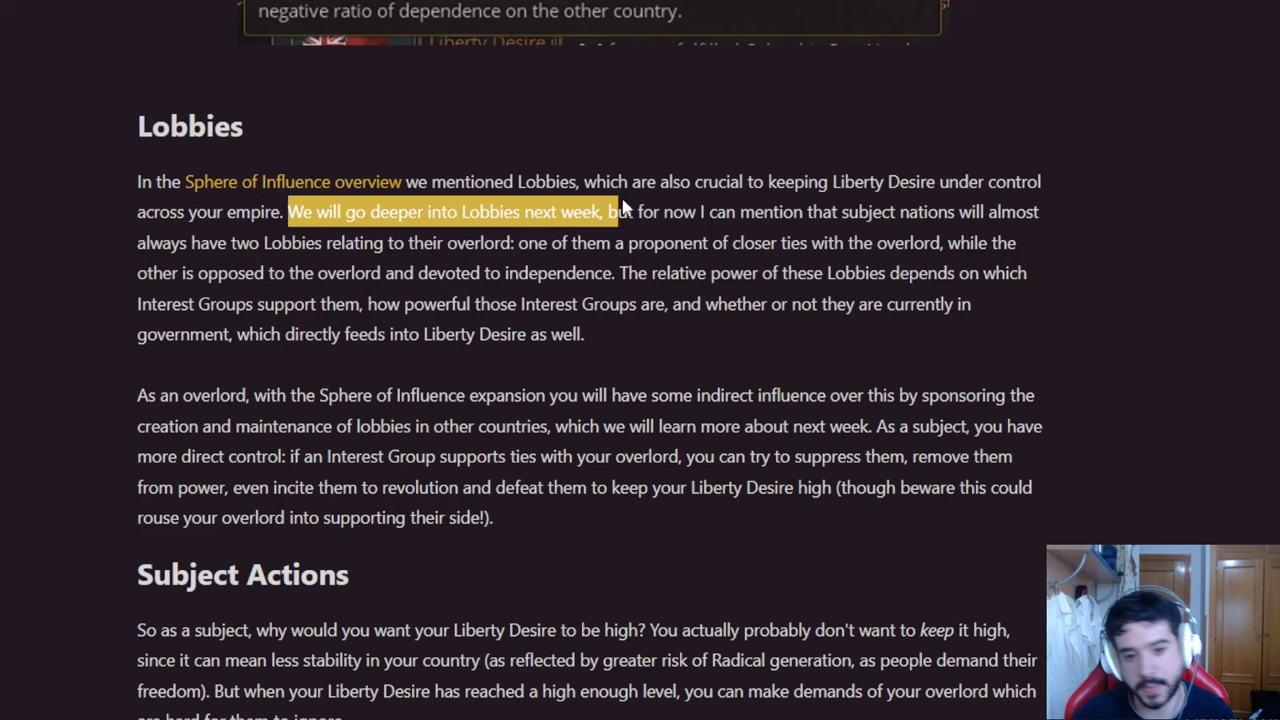 negative ratio of dependence on the other country.
Liberty Desire
Lobbies
In the Sphere of Influence overview we mentioned Lobbies, which are also crucial to keeping Liberty Desire under control
across your empire. We will go deeper into Lobbies next week, but for now I can mention that subject nations will almost
always have two Lobbies relating to their overlord: one of them a proponent of closer ties with the overlord, while the
other is opposed to the overlord and devoted to independence. The relative power of these Lobbies depends on which
Interest Groups support them, how powerful those Interest Groups are, and whether or not they are currently in
government, which directly feeds into Liberty Desire as well.
As an overlord, with the Sphere of Influence expansion you will have some indirect influence over this by sponsoring the
creation and maintenance of lobbies in other countries, which we will learn more about next week. As a subject, you have
more direct control: if an Interest Group supports ties with your overlord, you can try to suppress them, remove them
from power, even incite them to revolution and defeat them to keep your Liberty Desire high (though beware this could
rouse your overlord into supporting their side!).
Subject Actions
So as a subject, why would you want your Liberty Desire to be high? You actually probably don't want to keep it high,
since it can mean less stability in your country (as reflected by greater risk of Radical generation, as people demand their
freedom). But when your Liberty Desire has reached a high enough level, you can make demands of your overlord which
are hard for them to ignore.